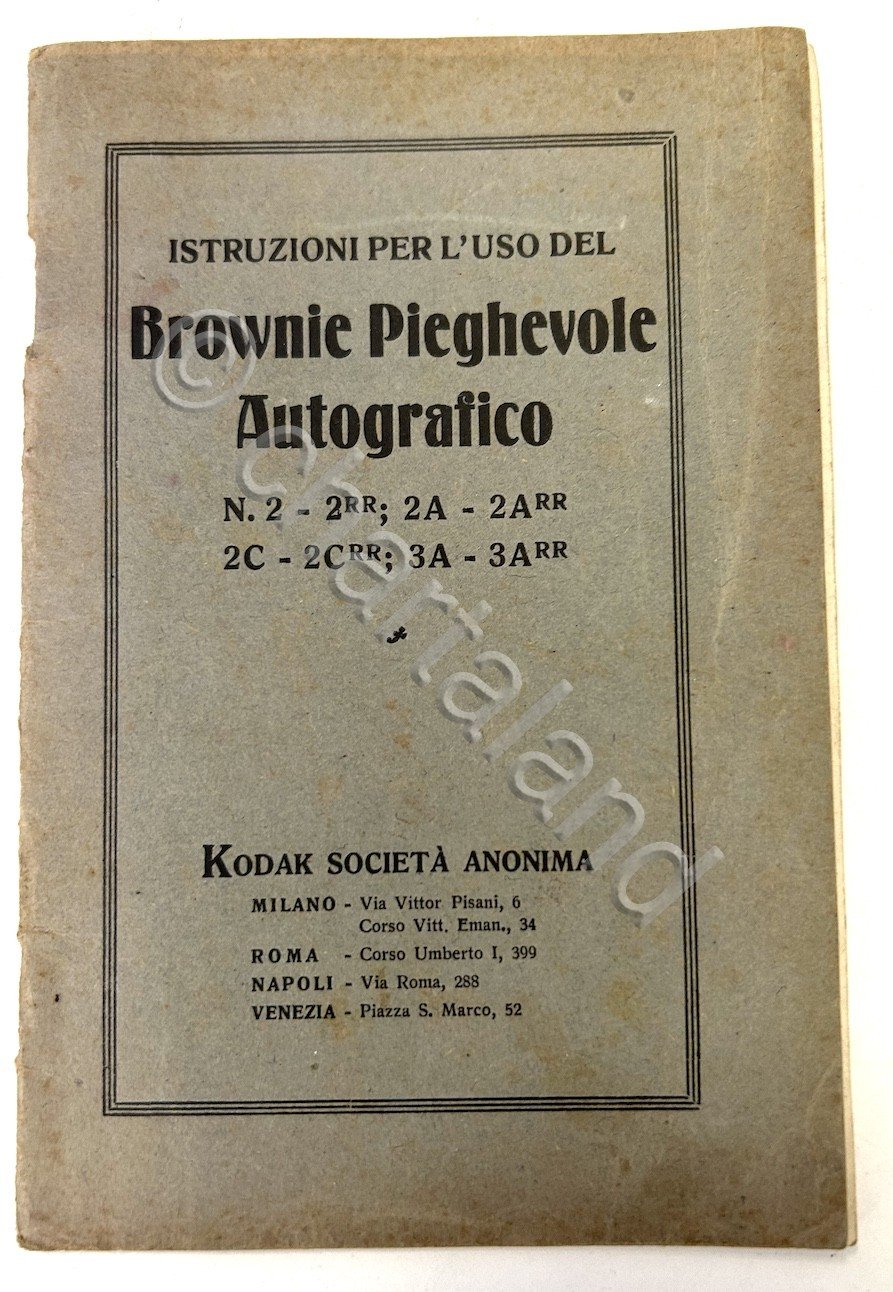 ISTRUZIONI PER L'USO DEL
Brownie Pieghevole
Autografico
N. 2 - 2RR; 2A - 2ARR
2C - 2CRR; 3A - 3ARR
KODAK SOCIETÀ ANONIMA
MILANO - Via Vittor Pisani, 6
Corso Vitt. Eman., 34
ROMA - Corso Umberto I, 399
NAPOLI - Via Roma, 288
VENEZIA - Piazza S. Marco, 52
© chartaland